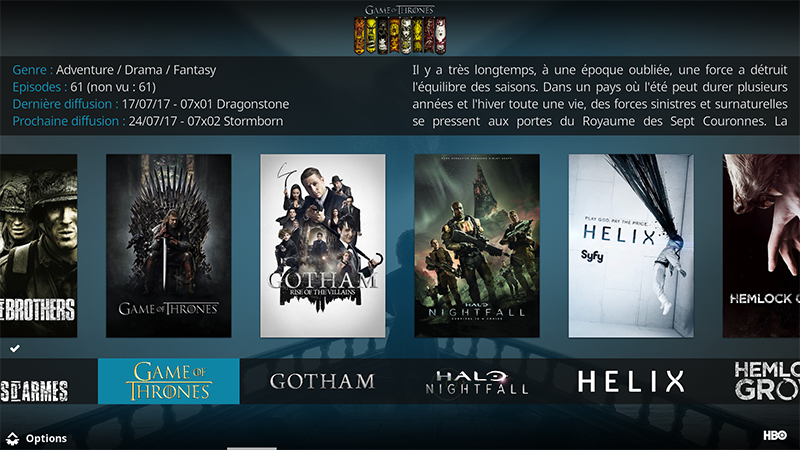 GAME OF THRONES
Genre : Adventure / Drama / Fantasy
Episodes : 61 (non vu : 61)
Dernière diffusion : 17/07/17 - 07x01 Dragonstone
Prochaine diffusion : 24/07/17 - 07x02 Stormborn
Il y a très longtemps, à une époque oubliée, une force a détruit
l'équilibre des saisons. Dans un pays où l'été peut durer plusieurs
années et l'hiver toute une vie, des forces sinistres et surnaturelles
se pressent aux portes du Royaume des Sept Couronnes. La
BROTHERS
GAME OF THRONES
GOTHAM
RISE OF THE VILLAINS
HALO
NIGHTFALL
PLAY GOD. PAY THE PRICE.
HELIX
Syfy
HEMLOCK
S D'ARMES
GAME OF
THRONES
GOTHAM
HALO
NIGHTFALL
HELIX
HEMLO
GRO
Options
HBO